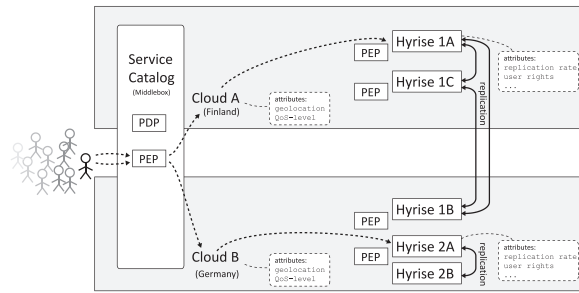 Service
Catalog
(Middlebox)
PDP
PEP
Cloud A
(Finland)
attributes:
geolocation
QoS-level
PEP
Hyrise 1A
PEP
Hyrise 1C
replication
attributes:
replication rate
user rights
...
Cloud B
(Germany)
attributes:
geolocation
QoS-level
PEP
Hyrise 1B
PEP
Hyrise 2A
Hyrise 2B
replication
attributes:
replication rate
user rights
...